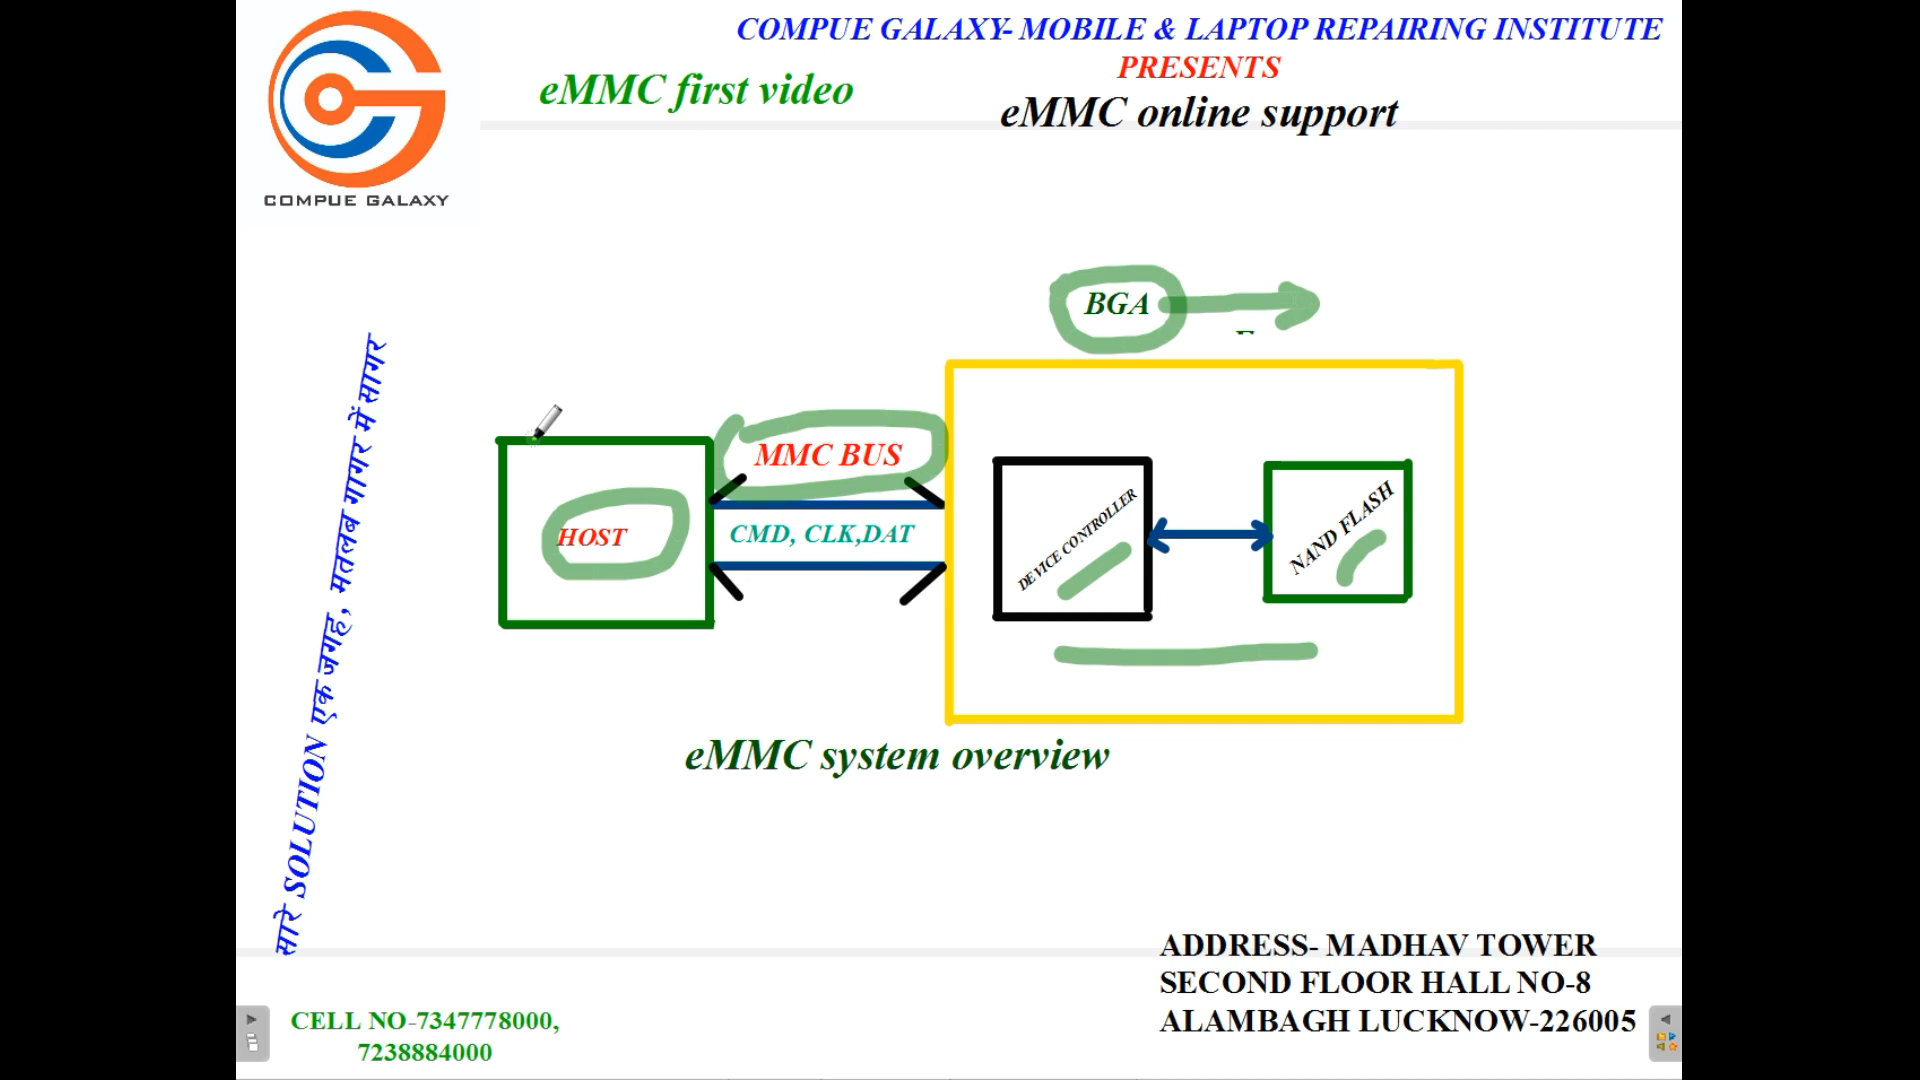 COMPUE GALAXY- MOBILE & LAPTOP REPAIRING INSTITUTE
PRESENTS
eMMC first video
eMMC online support
COMPUE GALAXY
BGA
MMC BUS
HOST
CMD, CLK,DAT
DEVICE CONTROLLER
NAND FLASH
eMMC system overview
सारे SOLUTION एक जगह, मतलब गागर में सागर
ADDRESS- MADHAV TOWER
SECOND FLOOR HALL NO-8
ALAMBAGH LUCKNOW-226005
CELL NO-7347778000,
7238884000